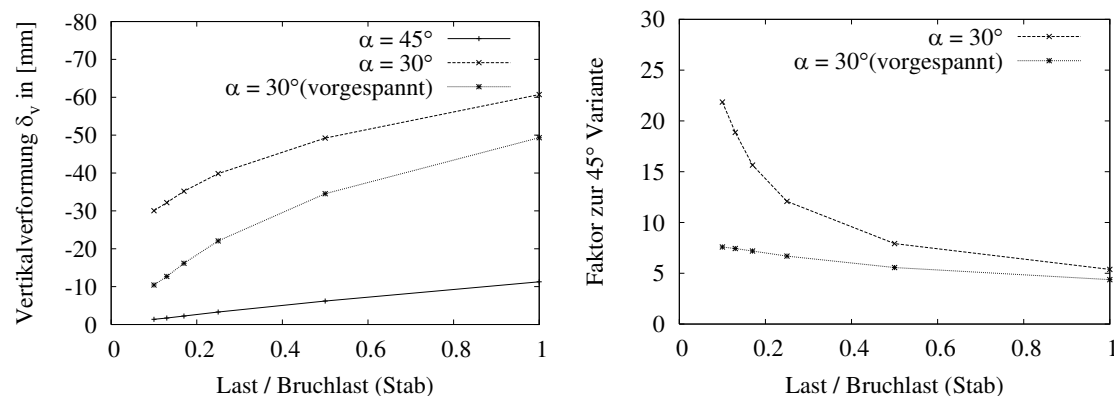 Vertikalverformung δv in [mm]
-80
-70
-60
-50
-40
-30
-20
-10
0
0 0.2 0.4 0.6 0.8 1
Last / Bruchlast (Stab)
α = 45°
α = 30°
α = 30°(vorgespannt)
Faktor zur 45° Variante
30
25
20
15
10
5
0
0 0.2 0.4 0.6 0.8 1
Last / Bruchlast (Stab)
α = 30°
α = 30°(vorgespannt)